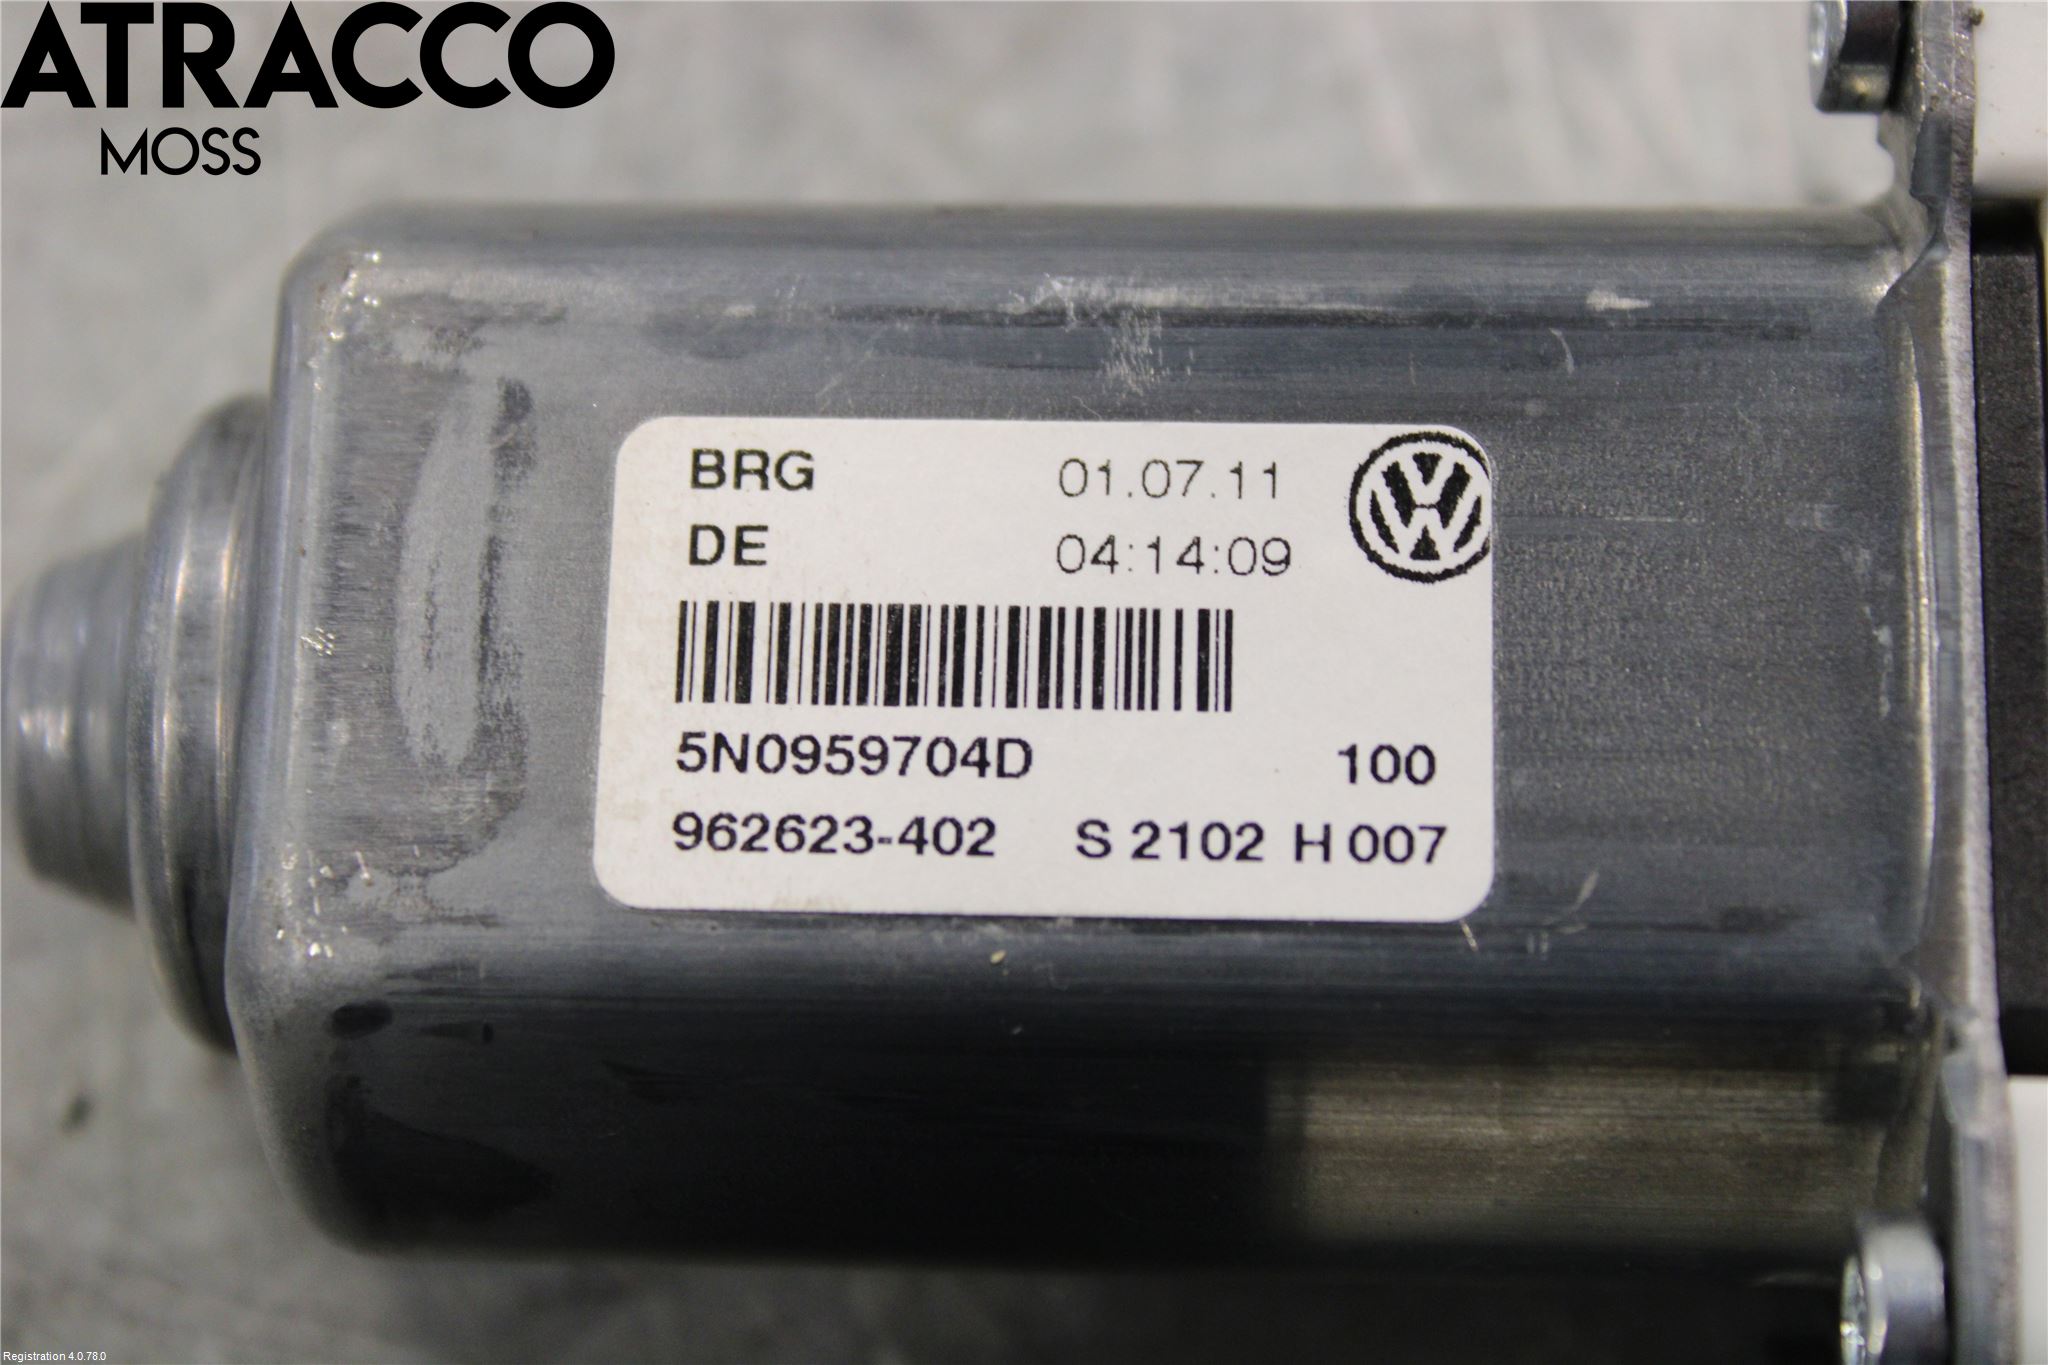 ATRACCO
MOSS
BRG 01.07.11
DE 04:14:09
VW
5N0959704D 100
962623-402 S 2102 H 007
Registration 4.0.78.0